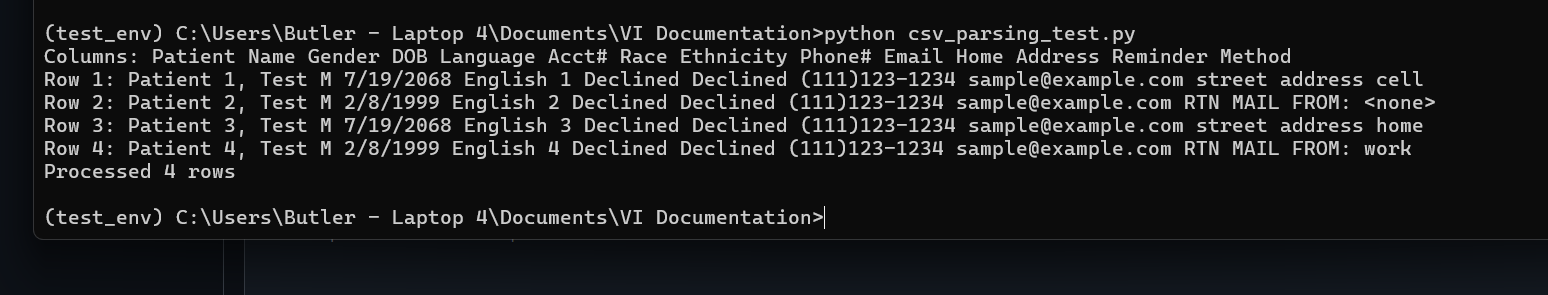 (test_env) C:\Users\Butler - Laptop 4\Documents\VI Documentation>python csv_parsing_test.py
Columns: Patient Name Gender DOB Language Acct# Race Ethnicity Phone# Email Home Address Reminder Method
Row 1: Patient 1, Test M 7/19/2068 English 1 Declined Declined (111)123-1234 sample@example.com street address cell
Row 2: Patient 2, Test M 2/8/1999 English 2 Declined Declined (111)123-1234 sample@example.com RTN MAIL FROM: <none>
Row 3: Patient 3, Test M 7/19/2068 English 3 Declined Declined (111)123-1234 sample@example.com street address home
Row 4: Patient 4, Test M 2/8/1999 English 4 Declined Declined (111)123-1234 sample@example.com RTN MAIL FROM: work
Processed 4 rows
(test_env) C:\Users\Butler - Laptop 4\Documents\VI Documentation>